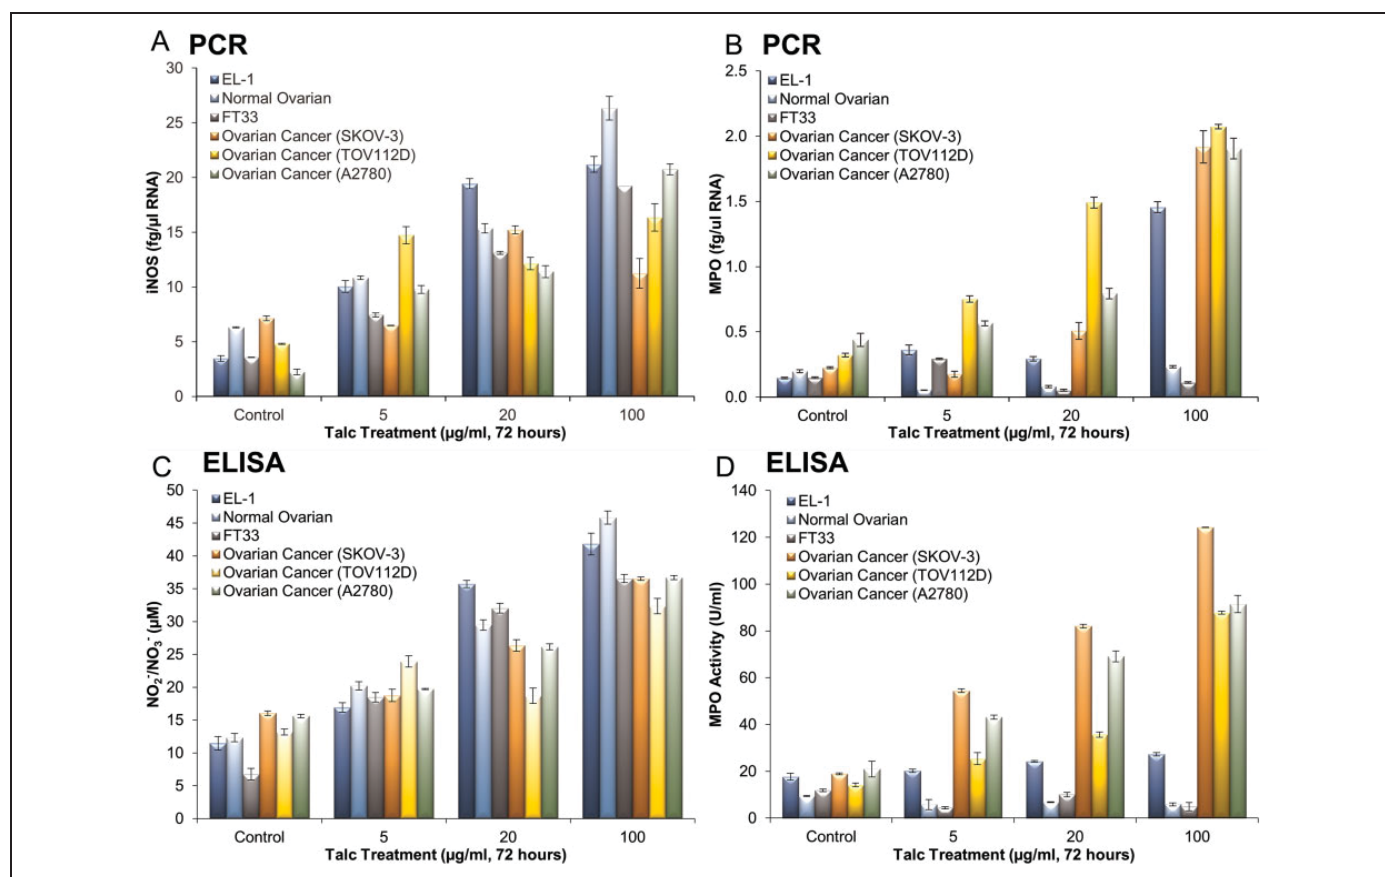 A PCR
30
25
20
15
10
5
0
iNOS (fg/µl RNA)
EL-1
Normal Ovarian
FT33
Ovarian Cancer (SKOV-3)
Ovarian Cancer (TOV112D)
Ovarian Cancer (A2780)
Control 5 20 100
Talc Treatment (µg/ml, 72 hours)
B PCR
2.5
2.0
1.5
1.0
0.5
0.0
MPO (fg/ul RNA)
EL-1
Normal Ovarian
FT33
Ovarian Cancer (SKOV-3)
Ovarian Cancer (TOV112D)
Ovarian Cancer (A2780)
Control 5 20 100
Talc Treatment (µg/ml, 72 hours)
C ELISA
50
45
40
35
30
25
20
15
10
5
0
NO₂⁻/NO₃⁻ (µM)
EL-1
Normal Ovarian
FT33
Ovarian Cancer (SKOV-3)
Ovarian Cancer (TOV112D)
Ovarian Cancer (A2780)
Control 5 20 100
Talc Treatment (µg/ml, 72 hours)
D ELISA
140
120
100
80
60
40
20
0
MPO Activity (U/ml)
EL-1
Normal Ovarian
FT33
Ovarian Cancer (SKOV-3)
Ovarian Cancer (TOV112D)
Ovarian Cancer (A2780)
Control 5 20 100
Talc Treatment (µg/ml, 72 hours)